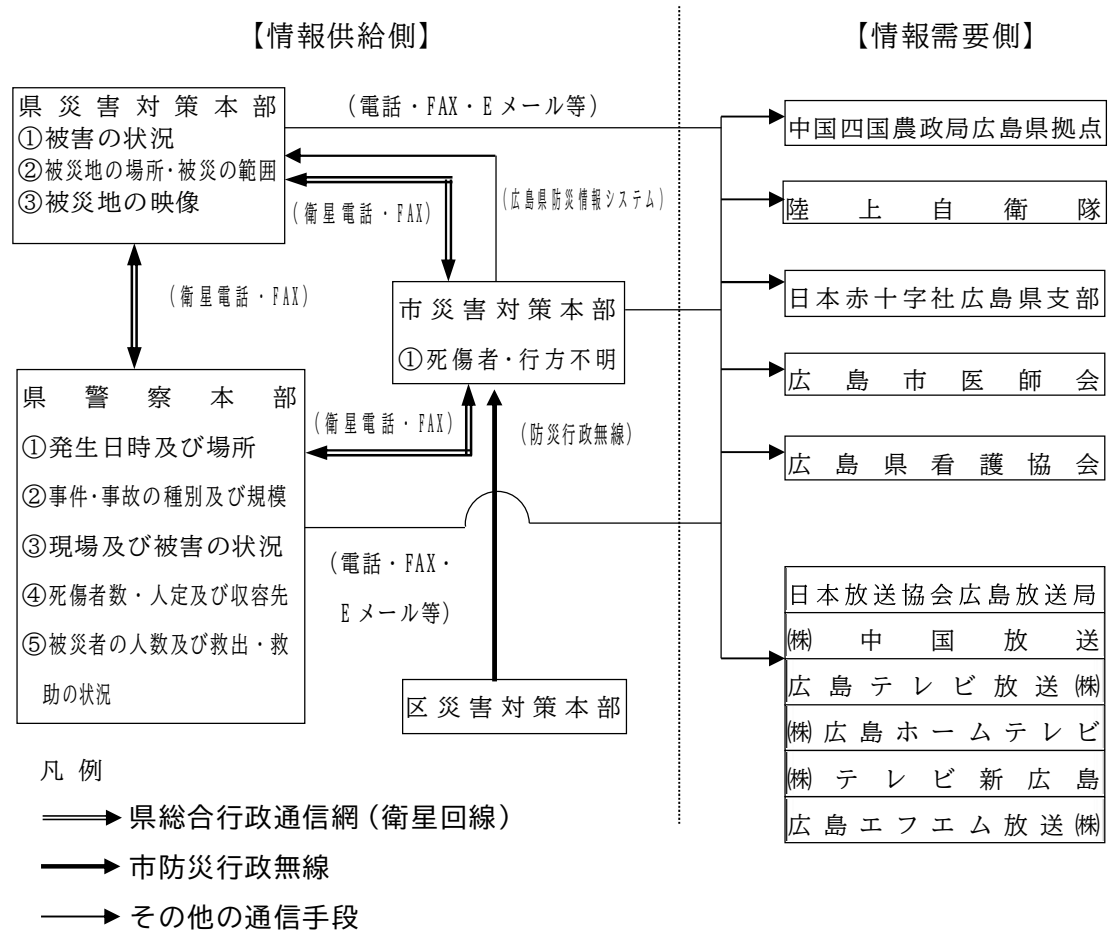 【情報供給側】
【情報需要側】
県災害対策本部
①被害の状況
②被災地の場所・被災の範囲
③被災地の映像
(電話・FAX・Eメール等)
(衛星電話・FAX)
(広島県防災情報システム)
(衛星電話・FAX)
市災害対策本部
①死傷者・行方不明
県警察本部
①発生日時及び場所
②事件・事故の種別及び規模
③現場及び被害の状況
④死傷者数・人定及び収容先
⑤被災者の人数及び救出・救
助の状況
(衛星電話・FAX)
(防災行政無線)
(電話・FAX・
Eメール等)
区災害対策本部
中国四国農政局広島県拠点
陸上自衛隊
日本赤十字社広島県支部
広島市医師会
広島県看護協会
日本放送協会広島放送局
㈱中国放送
広島テレビ放送㈱
㈱広島ホームテレビ
㈱テレビ新広島
広島エフエム放送㈱
凡例
県総合行政通信網(衛星回線)
市防災行政無線
その他の通信手段